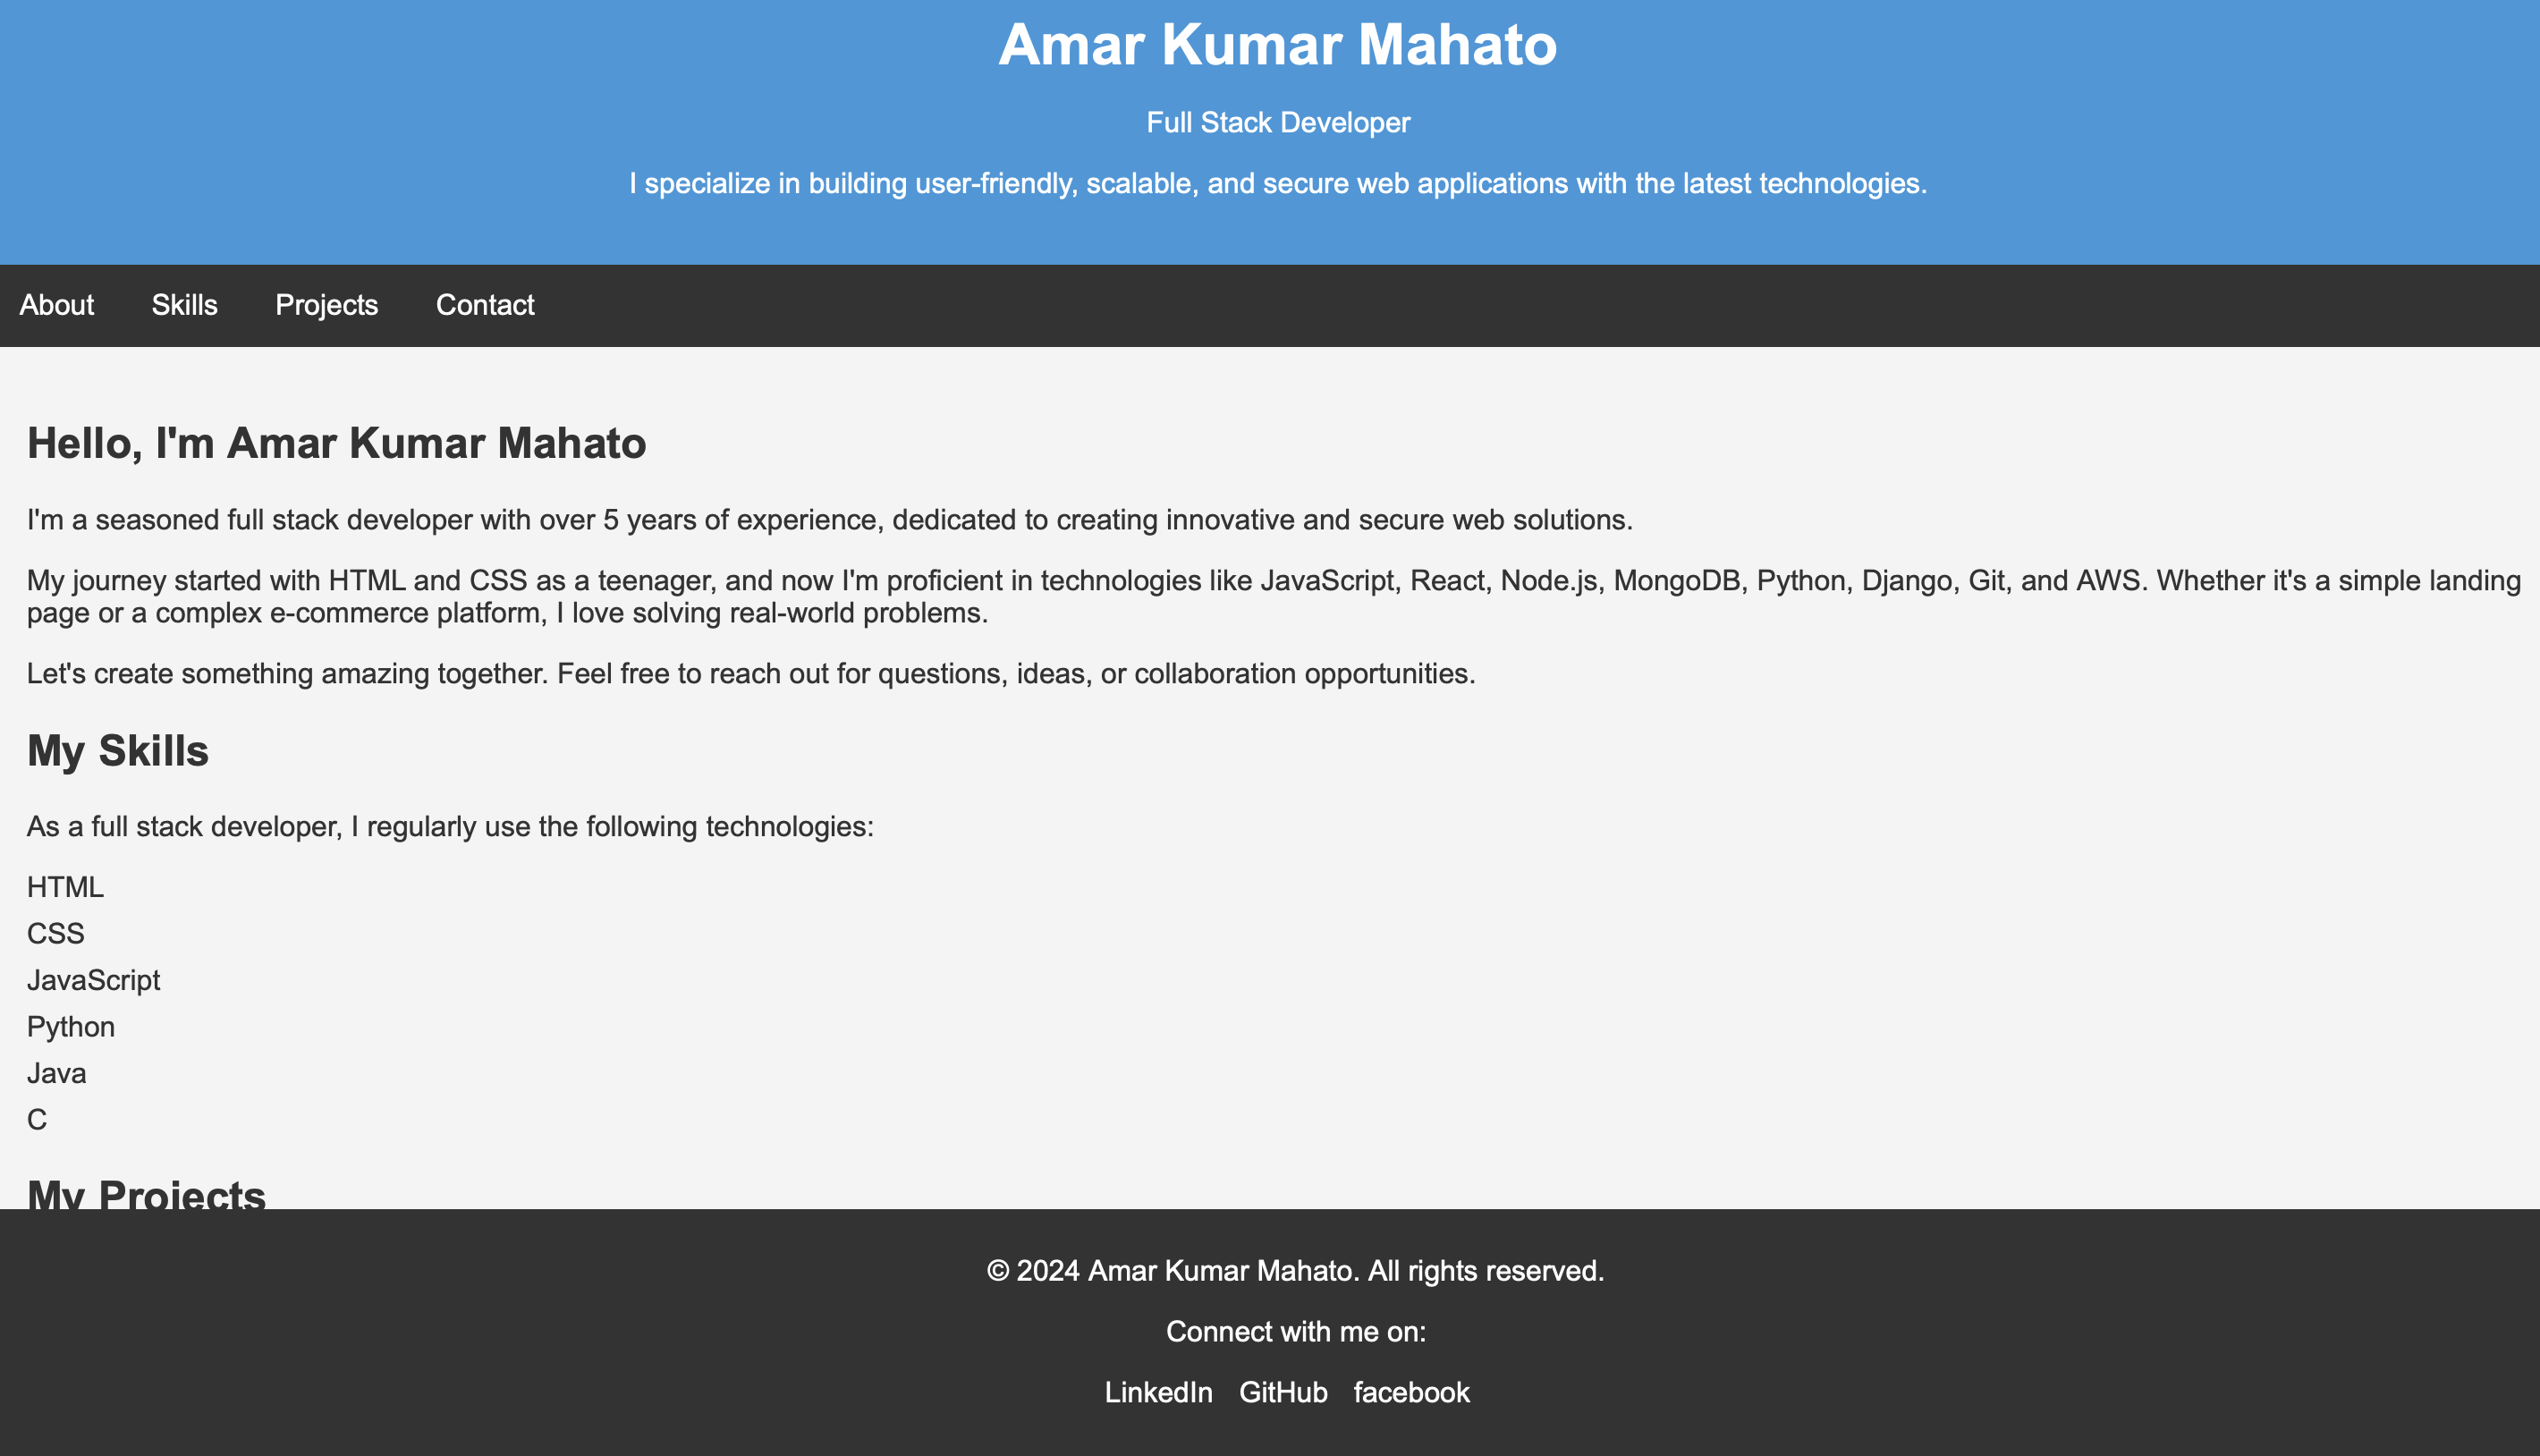 Amar Kumar Mahato
Full Stack Developer
I specialize in building user-friendly, scalable, and secure web applications with the latest technologies.
About Skills Projects Contact
Hello, I'm Amar Kumar Mahato
I'm a seasoned full stack developer with over 5 years of experience, dedicated to creating innovative and secure web solutions.
My journey started with HTML and CSS as a teenager, and now I'm proficient in technologies like JavaScript, React, Node.js, MongoDB, Python, Django, Git, and AWS. Whether it's a simple landing
page or a complex e-commerce platform, I love solving real-world problems.
Let's create something amazing together. Feel free to reach out for questions, ideas, or collaboration opportunities.
My Skills
As a full stack developer, I regularly use the following technologies:
HTML
CSS
JavaScript
Python
Java
C
My Projects
© 2024 Amar Kumar Mahato. All rights reserved.
Connect with me on:
LinkedIn GitHub facebook